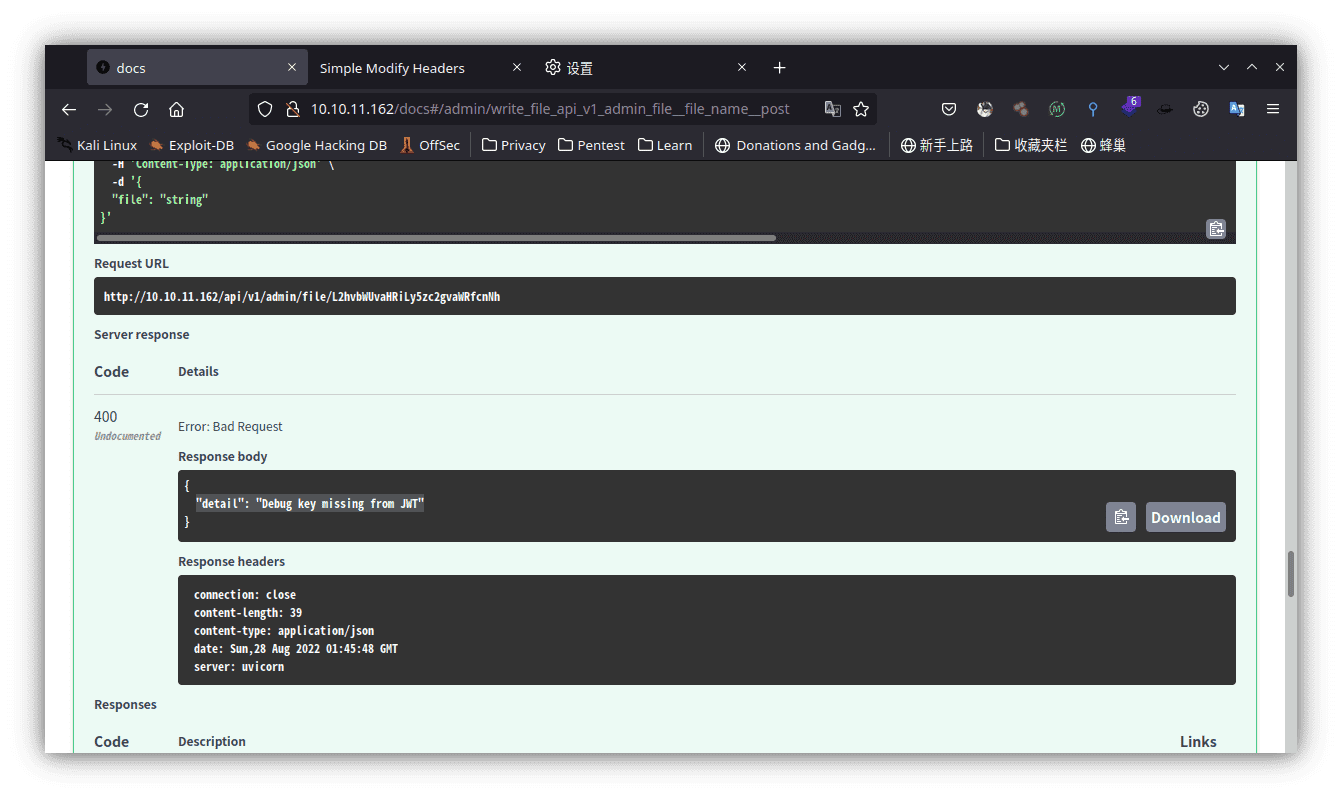 docs
Simple Modify Headers
设置
10.10.11.162/docs#/admin/write_file_api_v1_admin_file__file_name__post
6
Kali Linux
Exploit-DB
Google Hacking DB
OffSec
Privacy
Pentest
Learn
Donations and Gadg...
新手上路
收藏夹栏
蜂巢
-H 'Content-Type: application/json' \
-d '{
"file": "string"
}'
Request URL
http://10.10.11.162/api/v1/admin/file/L2hvbWUvaHRiLy5zc2gvaWRfcnNh
Server response
Code Details
400
Undocumented
Error: Bad Request
Response body
{
"detail": "Debug key missing from JWT"
}
Download
Response headers
connection: close
content-length: 39
content-type: application/json
date: Sun,28 Aug 2022 01:45:48 GMT
server: uvicorn
Responses
Code Description Links